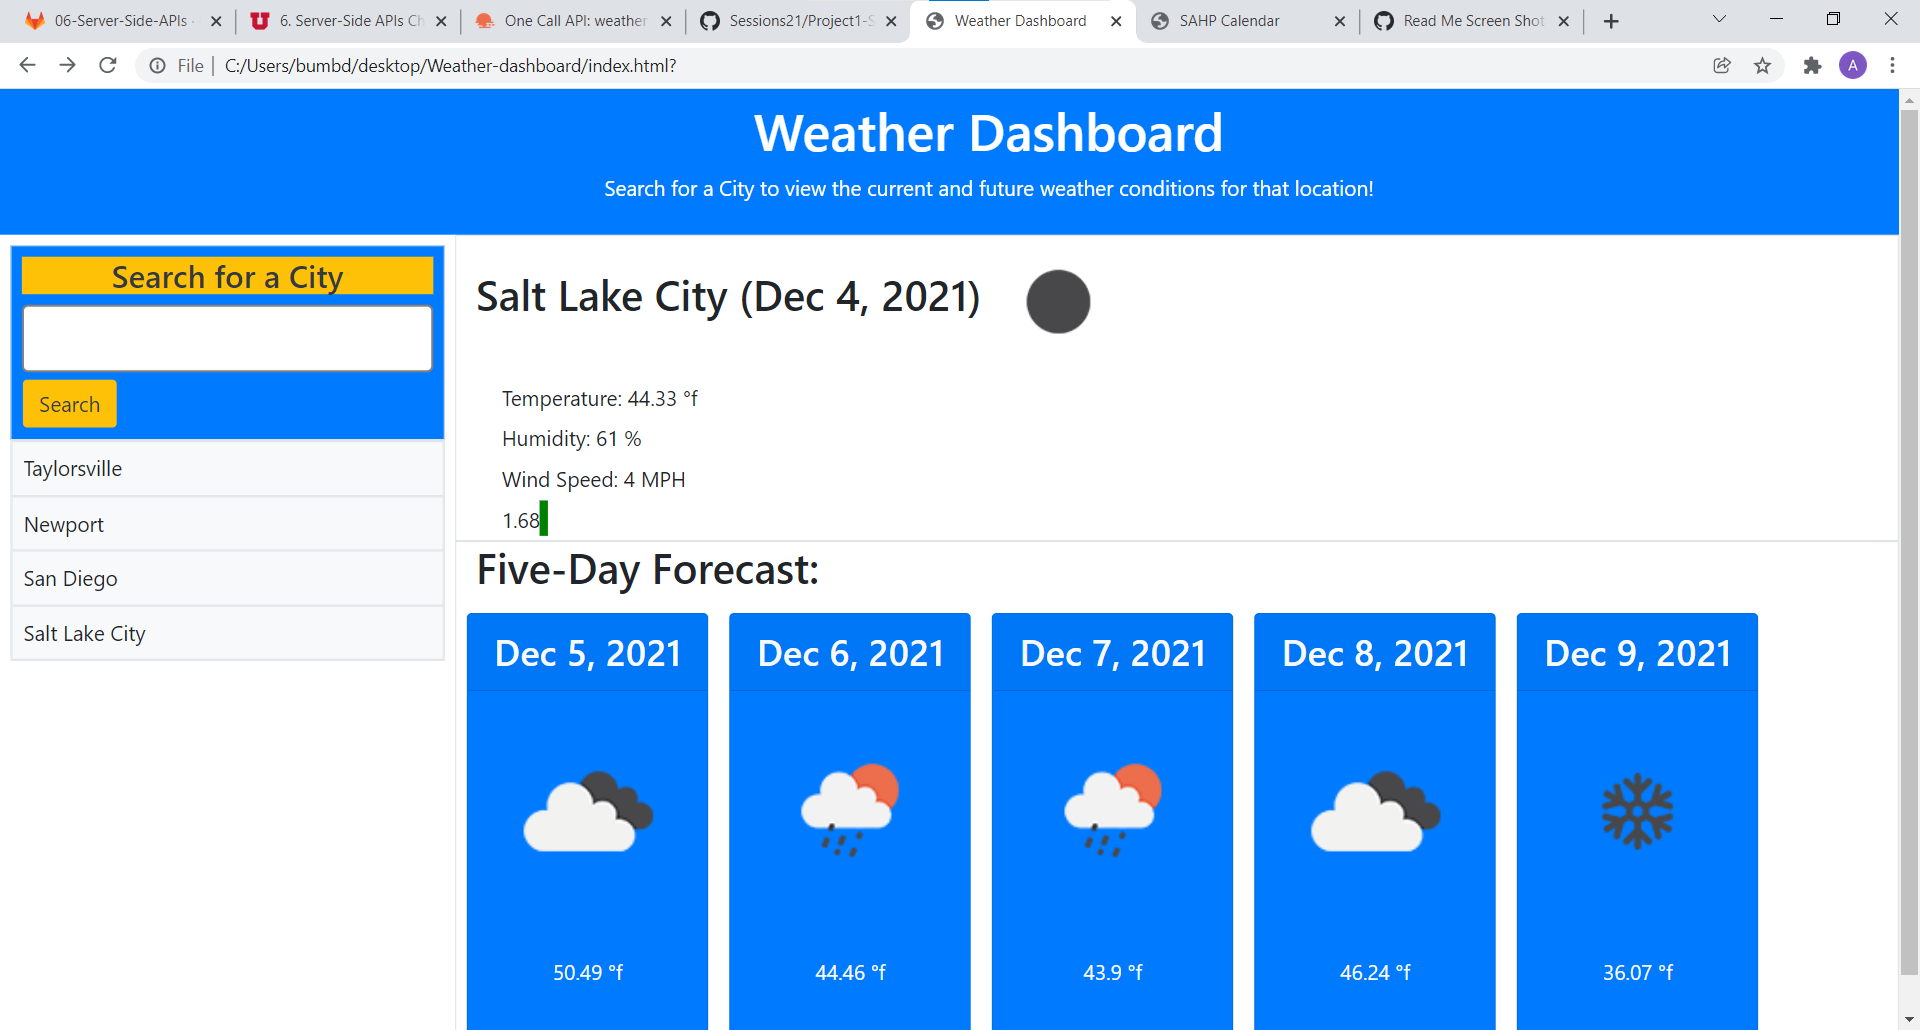 06-Server-Side-APIs ·
6. Server-Side APIs Ch
One Call API: weather
Sessions21/Project1-S
Weather Dashboard
SAHP Calendar
Read Me Screen Shot
File
C:/Users/bumbd/desktop/Weather-dashboard/index.html?
A
Weather Dashboard
Search for a City to view the current and future weather conditions for that location!
Search for a City
Search
Taylorsville
Newport
San Diego
Salt Lake City
Salt Lake City (Dec 4, 2021)
Temperature: 44.33 °f
Humidity: 61 %
Wind Speed: 4 MPH
1.68
Five-Day Forecast:
Dec 5, 2021
50.49 °f
Dec 6, 2021
44.46 °f
Dec 7, 2021
43.9 °f
Dec 8, 2021
46.24 °f
Dec 9, 2021
36.07 °f